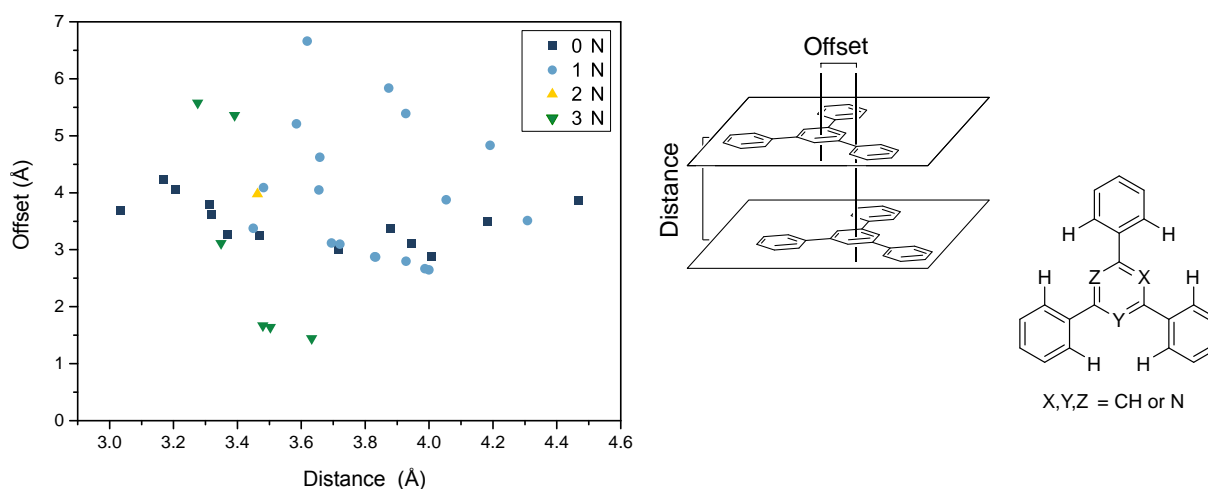 7
6
5
4
3
2
1
0
Offset (Å)
3.0 3.2 3.4 3.6 3.8 4.0 4.2 4.4 4.6
Distance (Å)
0 N
1 N
2 N
3 N
Offset
Distance
H H
Z X
H H
Y
H H
X,Y,Z = CH or N